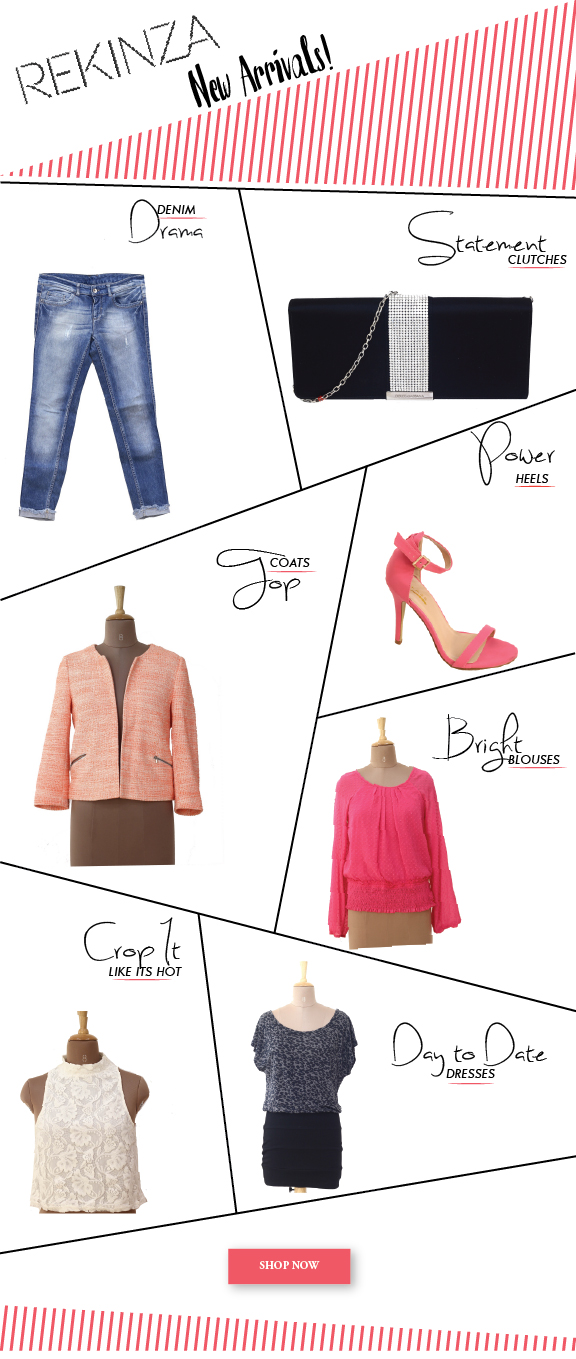 REKINZA
New Arrivals!
DENIM
Drama
Statement
CLUTCHES
Power
HEELS
COATS
Top
Bright
BLOUSES
Crop It
LIKE ITS HOT
Day to Date
DRESSES
SHOP NOW